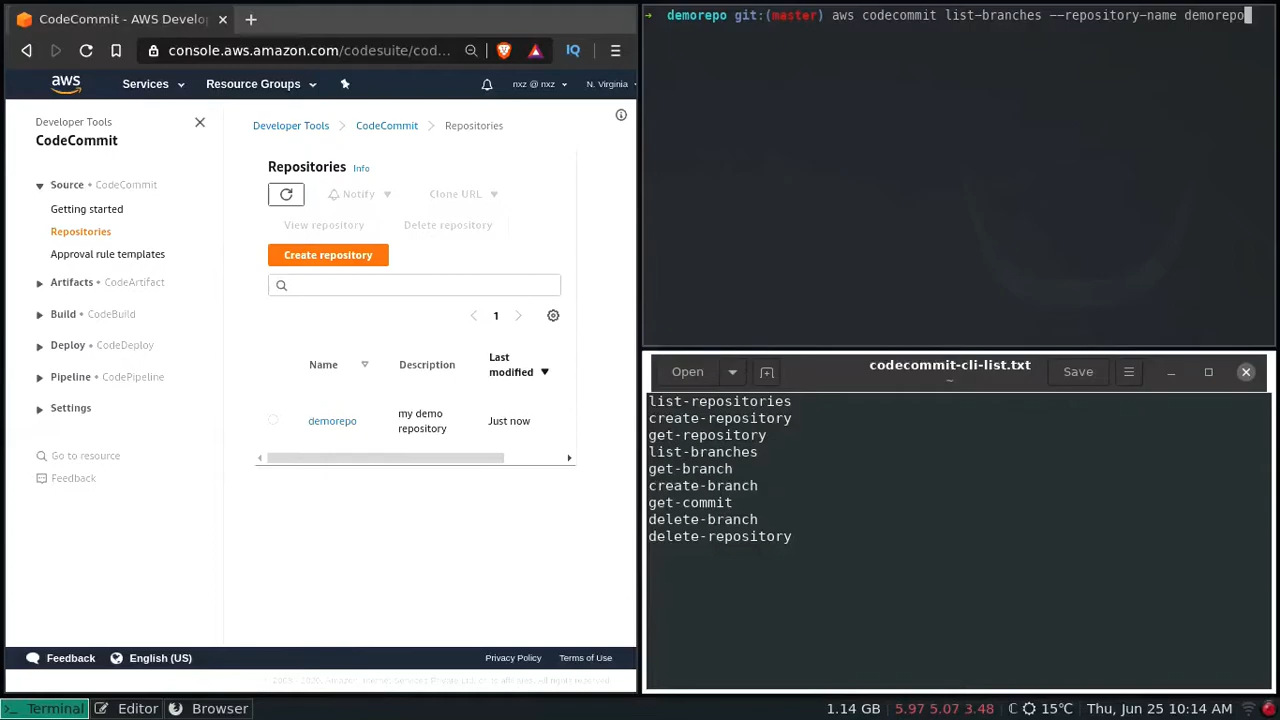 CodeCommit - AWS Develop
console.aws.amazon.com/codesuite/cod...
aws
Services
Resource Groups
nxz @ nxz
N. Virginia
Developer Tools
CodeCommit
Source • CodeCommit
Getting started
Repositories
Approval rule templates
Artifacts • CodeArtifact
Build • CodeBuild
Deploy • CodeDeploy
Pipeline • CodePipeline
Settings
Go to resource
Feedback
Developer Tools
CodeCommit
Repositories
Repositories Info
Notify
Clone URL
View repository
Delete repository
Create repository
1
Name
Description
Last
modified
demorepo
my demo
repository
Just now
Feedback
English (US)
Privacy Policy
Terms of Use
demorepo git:(master) aws codecommit list-branches --repository-name demorepo
Open
codecommit-cli-list.txt
~
Save
list-repositories
create-repository
get-repository
list-branches
get-branch
create-branch
get-commit
delete-branch
delete-repository
Terminal
Editor
Browser
1.14 GB
5.97 5.07 3.48
15℃
Thu, Jun 25 10:14 AM